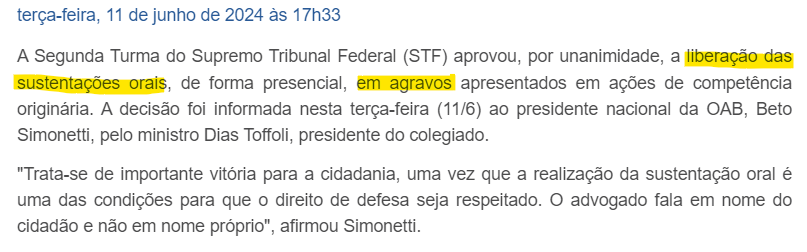 terça-feira, 11 de junho de 2024 às 17h33
A Segunda Turma do Supremo Tribunal Federal (STF) aprovou, por unanimidade, a liberação das
sustentações orais, de forma presencial, em agravos apresentados em ações de competência
originária. A decisão foi informada nesta terça-feira (11/6) ao presidente nacional da OAB, Beto
Simonetti, pelo ministro Dias Toffoli, presidente do colegiado.
"Trata-se de importante vitória para a cidadania, uma vez que a realização da sustentação oral é
uma das condições para que o direito de defesa seja respeitado. O advogado fala em nome do
cidadão e não em nome próprio", afirmou Simonetti.